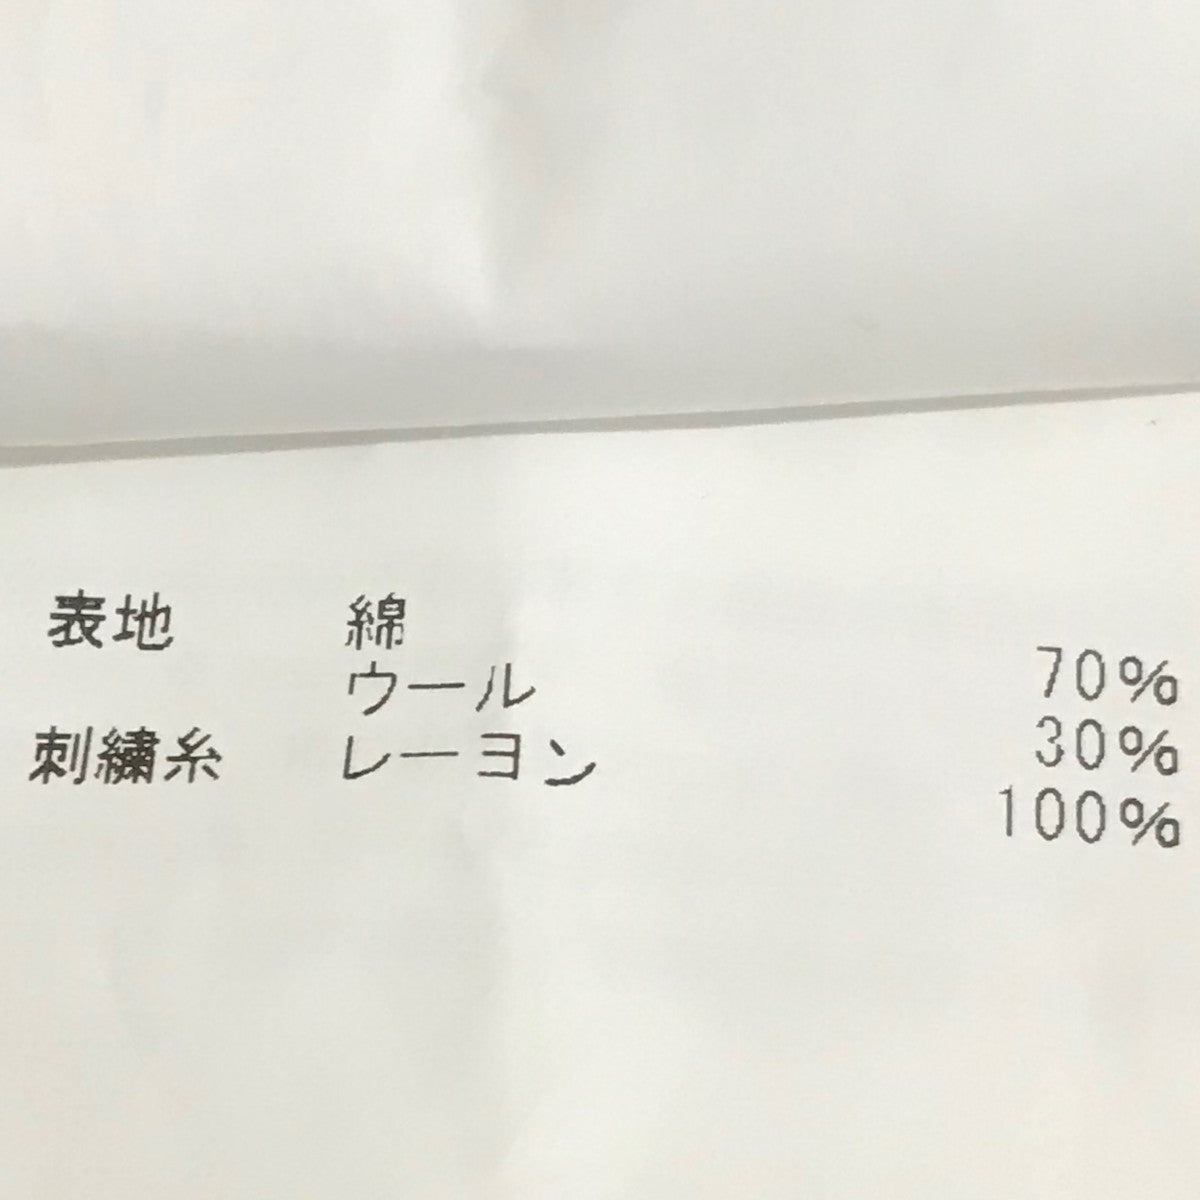 表地 綿 70%
ウール 30%
刺繍糸 レーヨン 100%